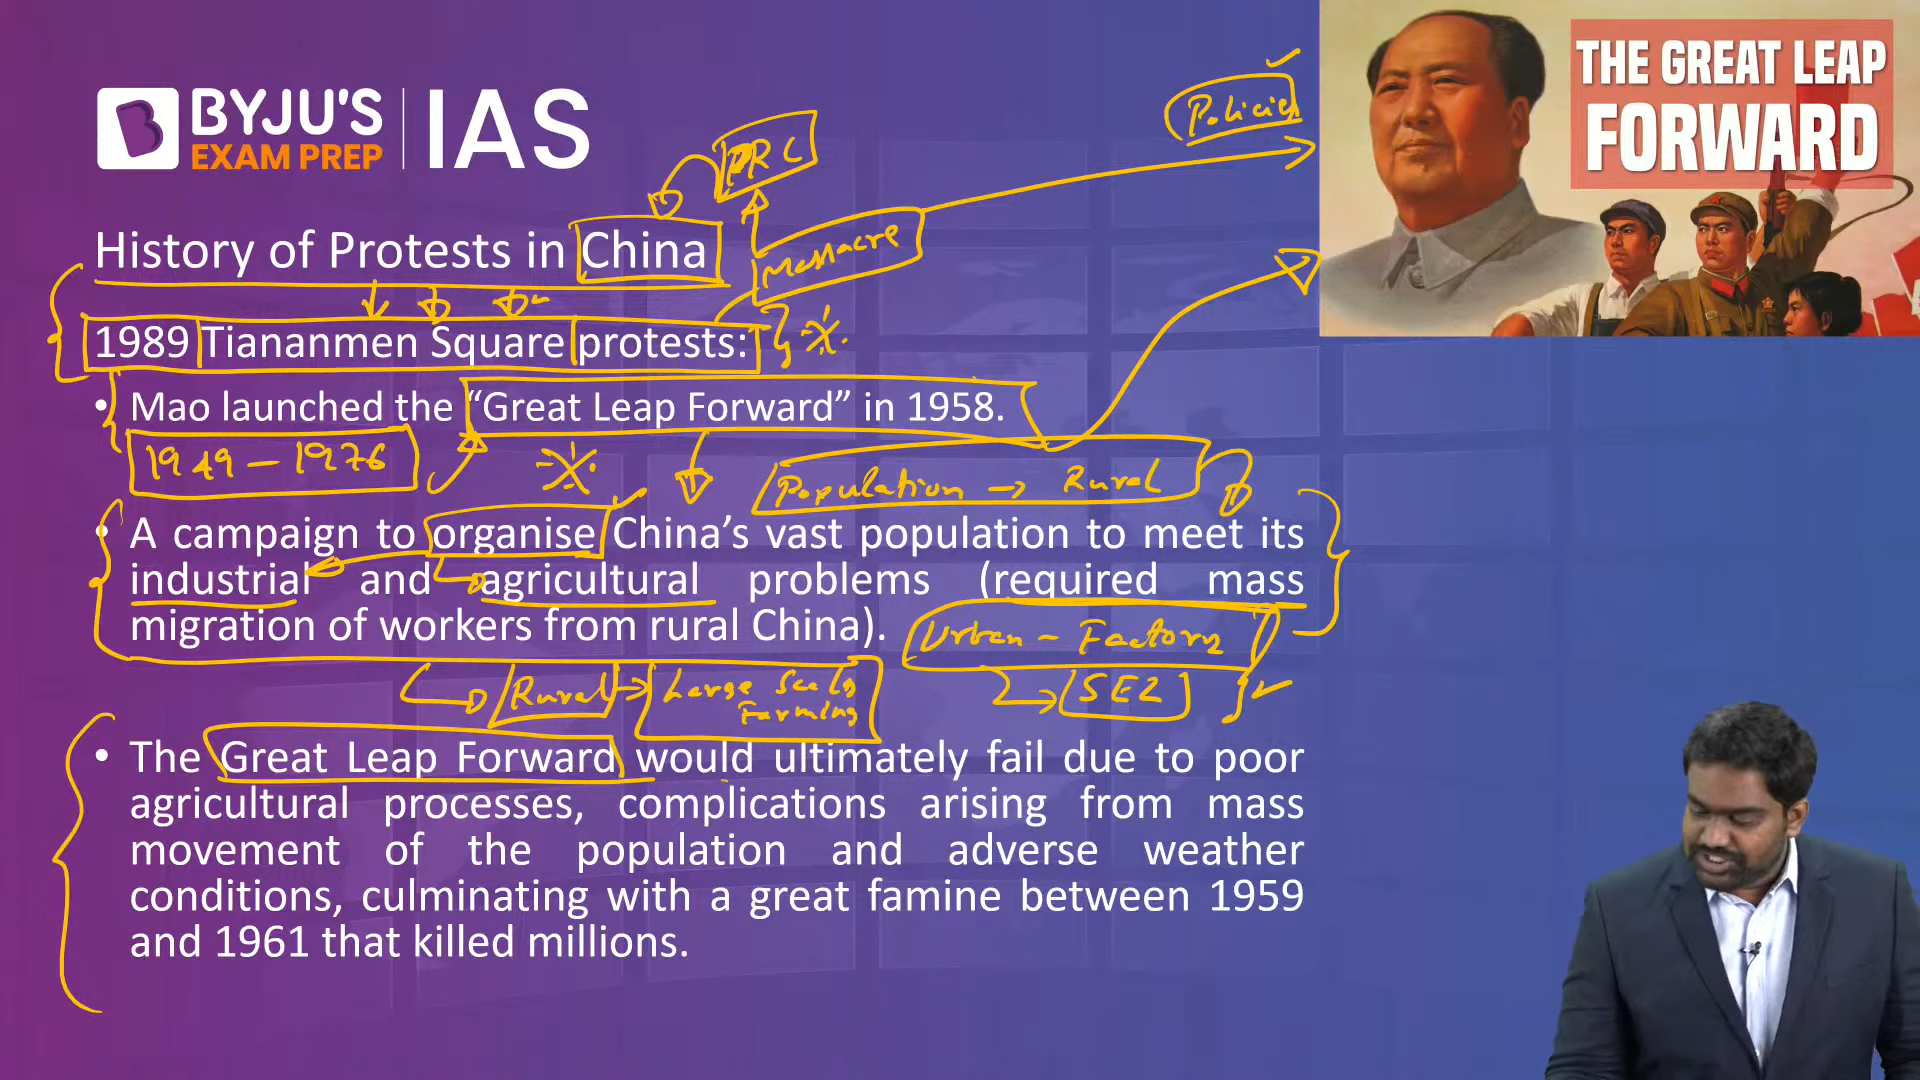 THE GREAT LEAP
FORWARD
Policies
BYJU'S
EXAM PREP
IAS
PRC
Massacre
History of Protests in China
1989 Tiananmen Square protests:
• Mao launched the “Great Leap Forward” in 1958.
1949 – 1976
Population → Rural
• A campaign to organise China’s vast population to meet its
industrial and agricultural problems (required mass
migration of workers from rural China).
Urban - Factory
Rural → Large Scale
Farming
SEZ
• The Great Leap Forward would ultimately fail due to poor
agricultural processes, complications arising from mass
movement of the population and adverse weather
conditions, culminating with a great famine between 1959
and 1961 that killed millions.